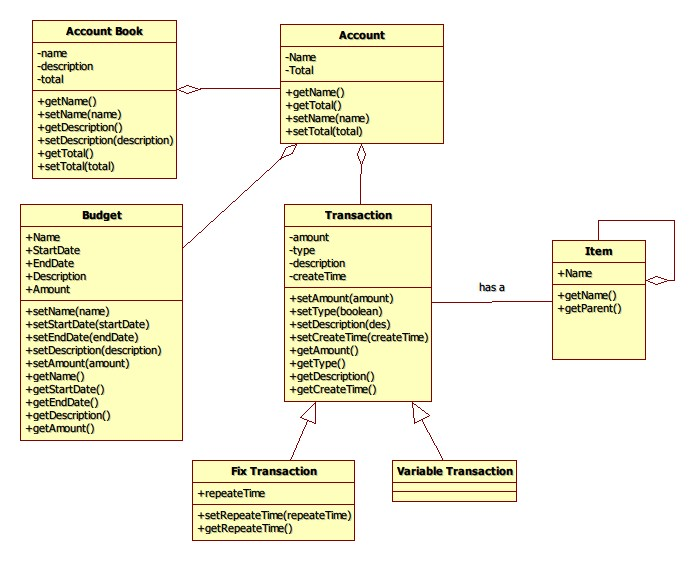 Account Book
-name
-description
-total
+getName()
+setName(name)
+getDescription()
+setDescription(description)
+getTotal()
+setTotal(total)
Account
-Name
-Total
+getName()
+getTotal()
+setName(name)
+setTotal(total)
Budget
+Name
+StartDate
+EndDate
+Description
+Amount
+setName(name)
+setStartDate(startDate)
+setEndDate(endDate)
+setDescription(description)
+setAmount(amount)
+getName()
+getStartDate()
+getEndDate()
+getDescription()
+getAmount()
Transaction
-amount
-type
-description
-createTime
+setAmount(amount)
+setType(boolean)
+setDescription(des)
+setCreateTime(createTime)
+getAmount()
+getType()
+getDescription()
+getCreateTime()
has a
Item
+Name
+getName()
+getParent()
Fix Transaction
+repeateTime
+setRepeateTime(repeateTime)
+getRepeateTime()
Variable Transaction